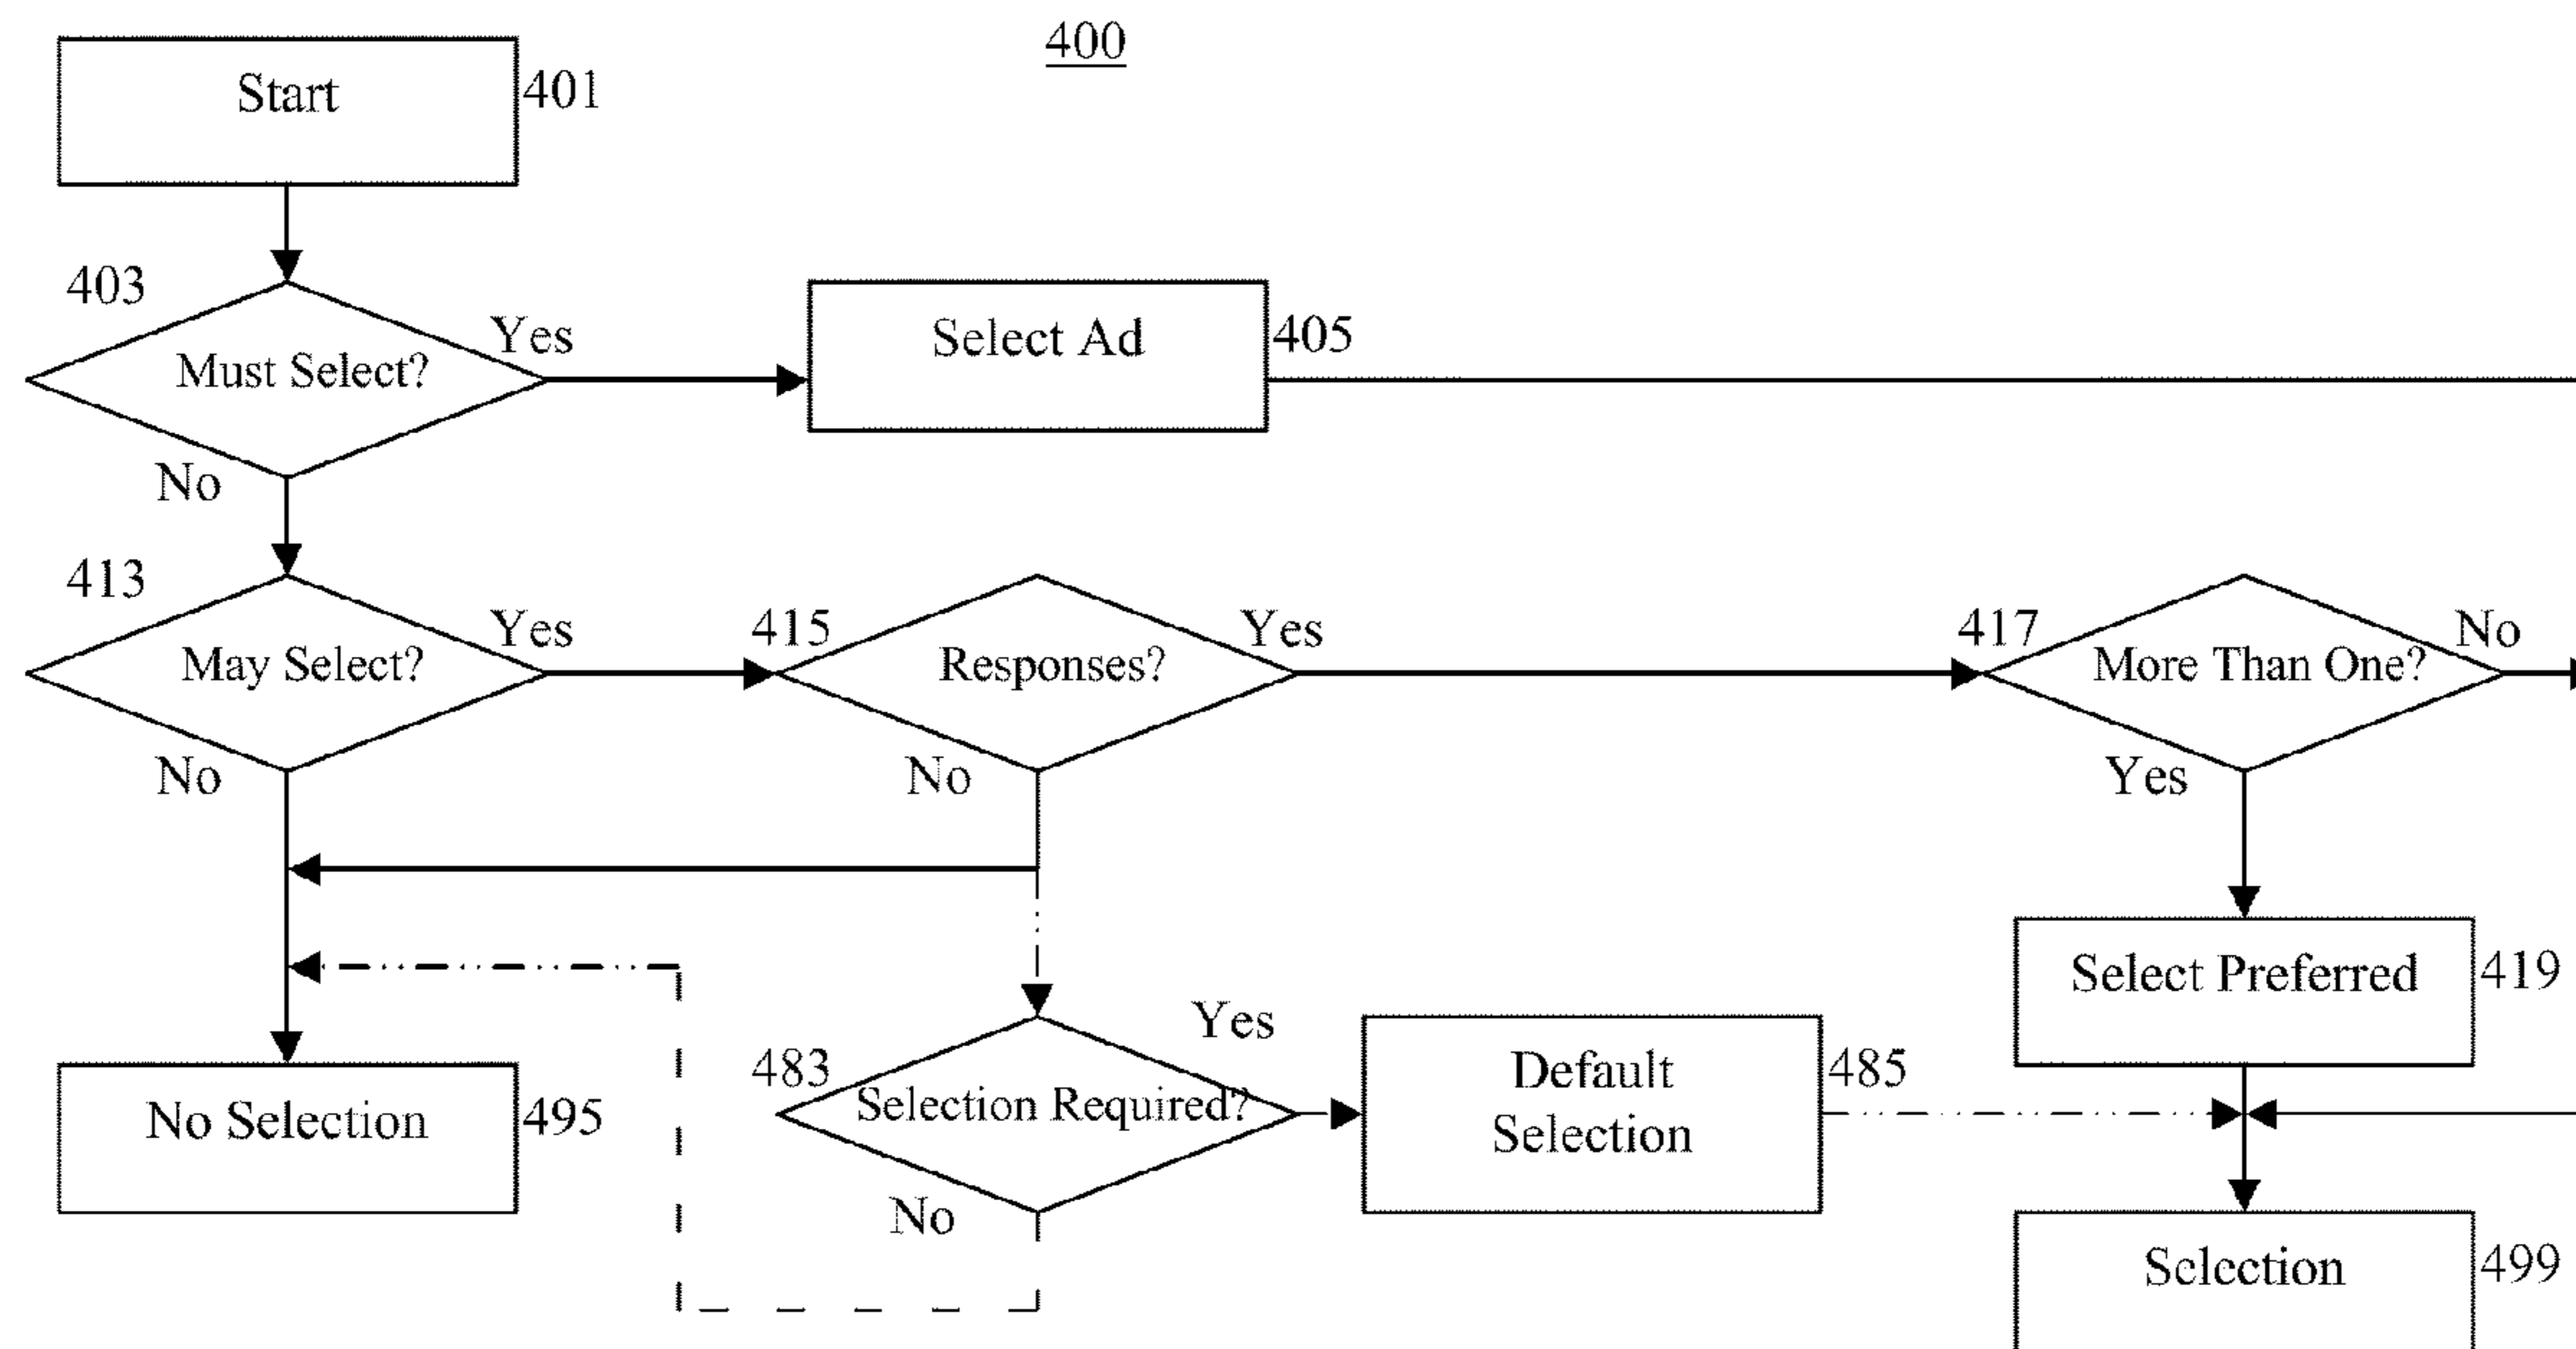 400
Start
401
403
Must Select?
Yes
No
Select Ad
405
413
May Select?
Yes
No
415
Responses?
Yes
No
417
More Than One?
No
Yes
Select Preferred
419
No Selection
495
483
Selection Required?
Yes
No
Default
Selection
485
Selection
499